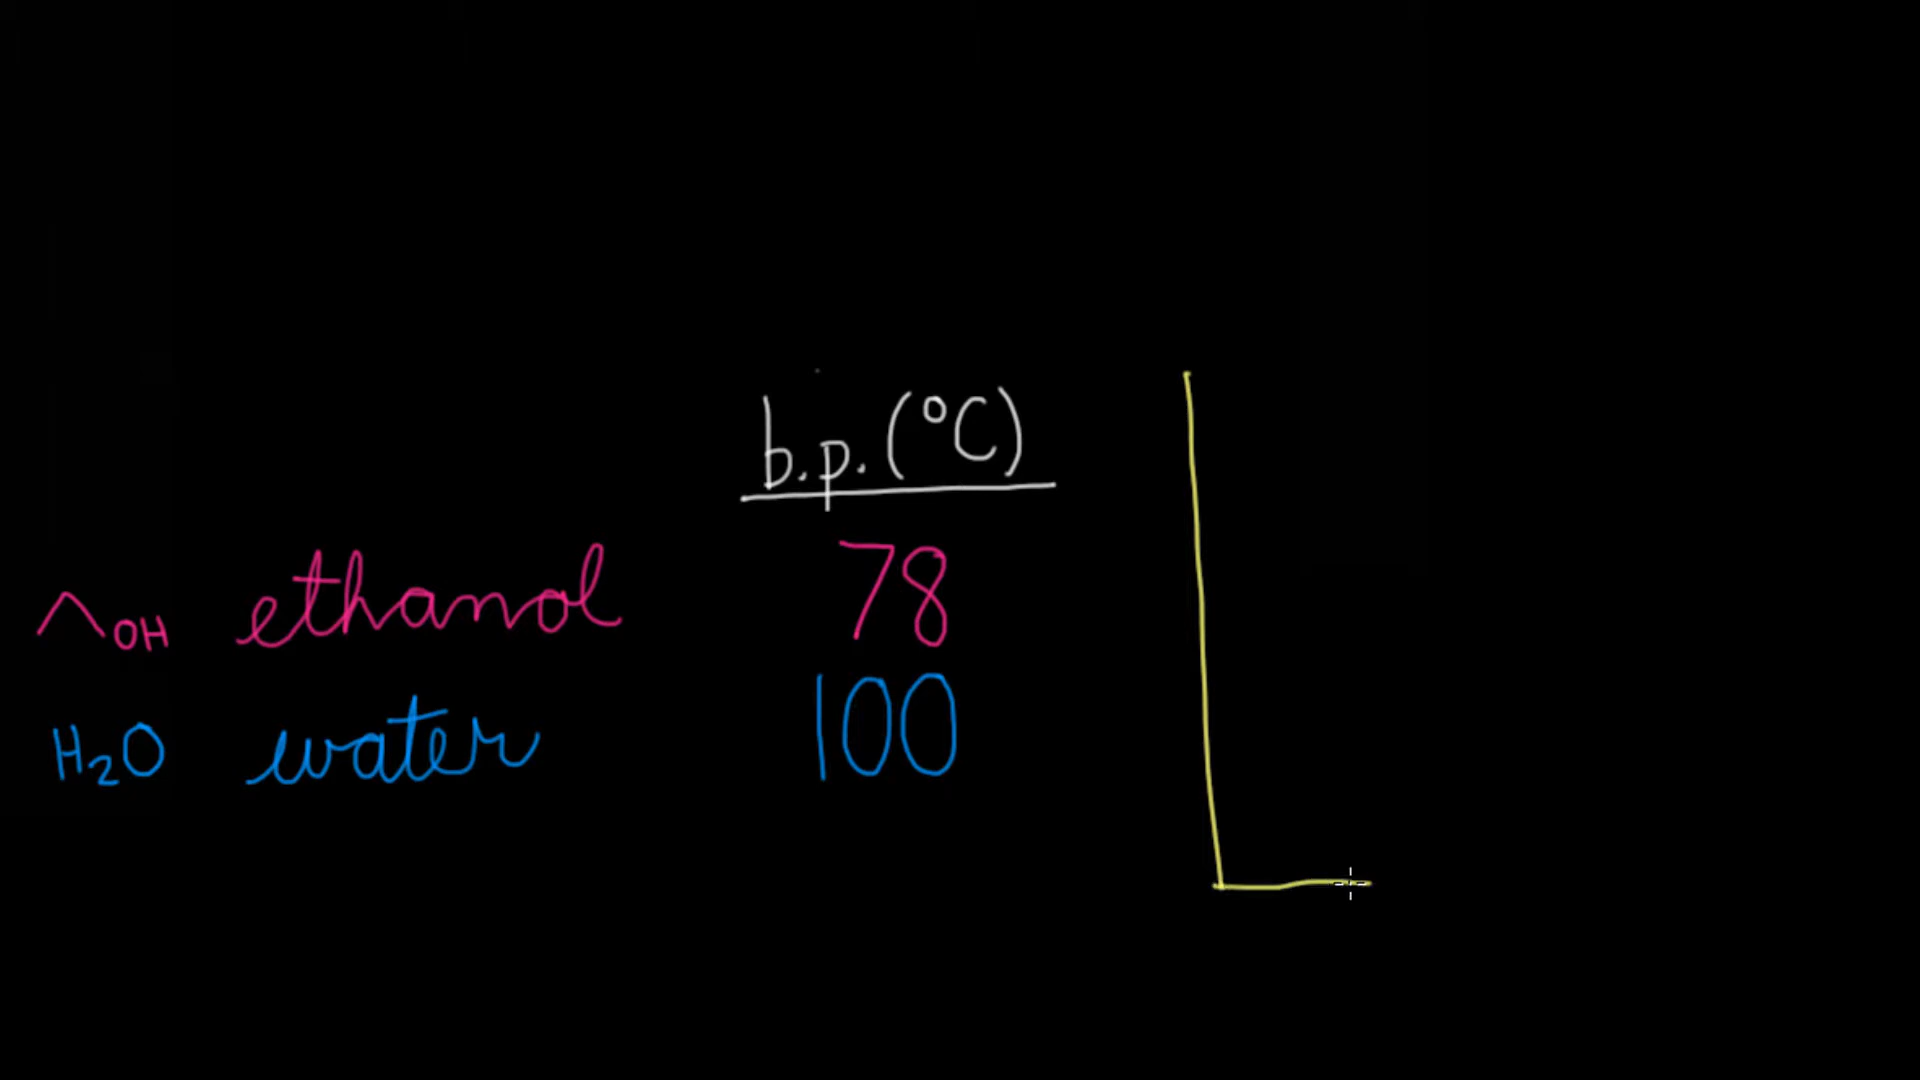 b.p. (°C)
OH ethanol 78
H₂O water 100